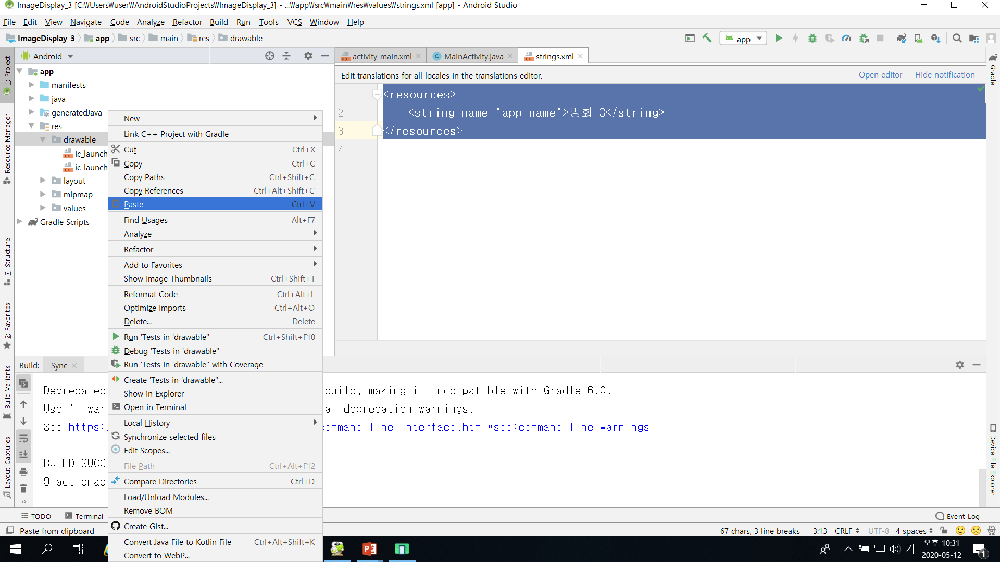 ImageDisplay_3 [C:₩Users₩user₩AndroidStudioProjects₩ImageDisplay_3] - ...₩app₩src₩main₩res₩values₩strings.xml [app] - Android Studio
File Edit View Navigate Code Analyze Refactor Build Run Tools VCS Window Help
ImageDisplay_3 app src main res drawable
app
Android
activity_main.xml MainActivity.java strings.xml
Edit translations for all locales in the translations editor. Open editor Hide notification
1: Project
Resource Manager
7: Structure
2: Favorites
Build Variants
Layout Captures
app
manifests
java
generatedJava
res
drawable
ic_launch
ic_launch
layout
mipmap
values
Gradle Scripts
1 <resources>
2 <string name="app_name">명화_3</string>
3 </resources>
4
New
Link C++ Project with Gradle
Cut Ctrl+X
Copy Ctrl+C
Copy Paths Ctrl+Shift+C
Copy References Ctrl+Alt+Shift+C
Paste Ctrl+V
Find Usages Alt+F7
Analyze
Refactor
Add to Favorites
Show Image Thumbnails Ctrl+Shift+T
Reformat Code Ctrl+Alt+L
Optimize Imports Ctrl+Alt+O
Delete... Delete
Run 'Tests in 'drawable'' Ctrl+Shift+F10
Debug 'Tests in 'drawable''
Run 'Tests in 'drawable'' with Coverage
Create 'Tests in 'drawable''...
Show in Explorer
Open in Terminal
Local History
Synchronize selected files
Edit Scopes...
File Path Ctrl+Alt+F12
Compare Directories Ctrl+D
Load/Unload Modules...
Remove BOM
Create Gist...
Convert Java File to Kotlin File Ctrl+Alt+Shift+K
Convert to WebP...
Gradle
Device File Explorer
Build: Sync
Deprecated build, making it incompatible with Gradle 6.0.
Use '--warn al deprecation warnings.
See https:/ command_line_interface.html#sec:command_line_warnings
BUILD SUCCE
9 actionab
TODO Terminal Event Log
Paste from clipboard 67 chars, 3 line breaks 3:13 CRLF UTF-8 4 spaces
가 오후 10:31
2020-05-12
1